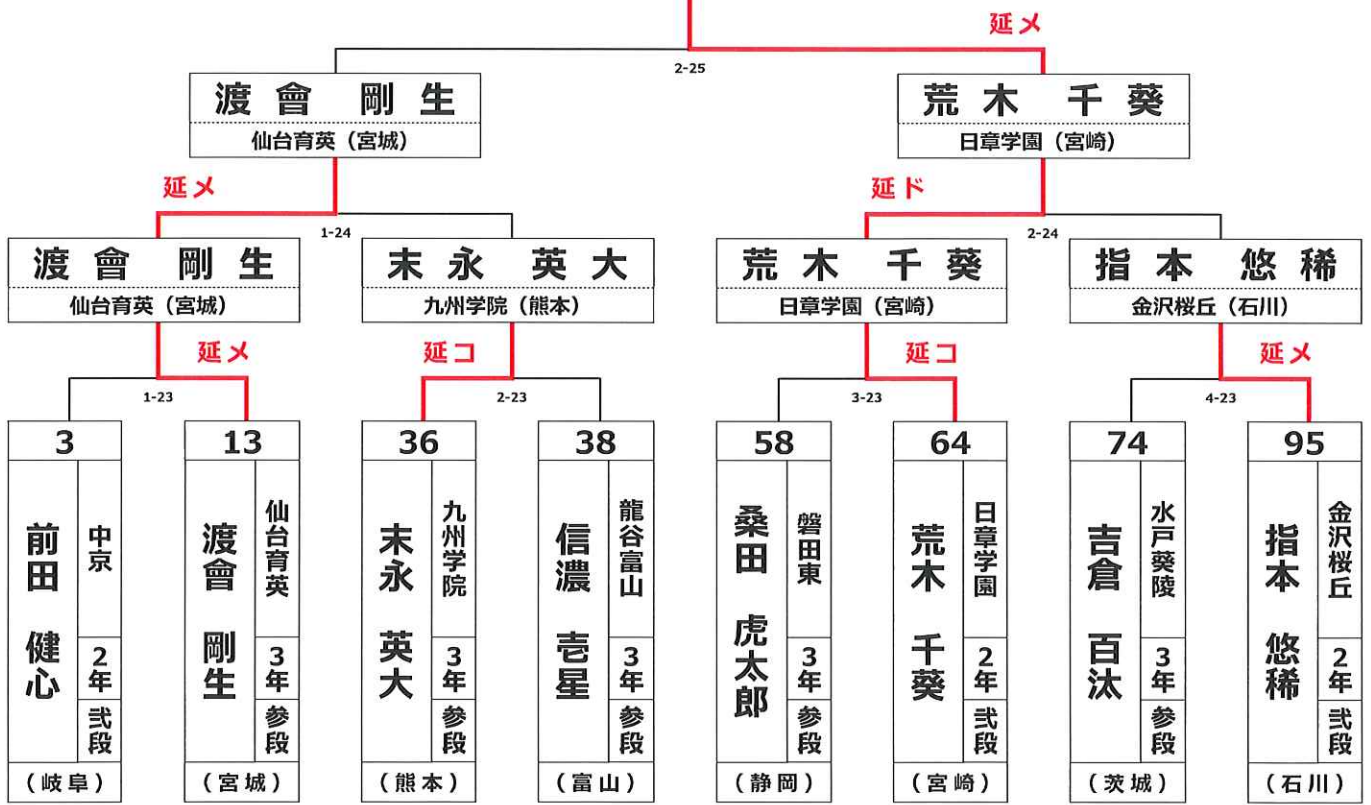 延メ
2-25
渡會 剛生
仙台育英（宮城）
荒木 千葵
日章学園（宮崎）
延メ
延ド
1-24
2-24
渡會 剛生
仙台育英（宮城）
末永 英大
九州学院（熊本）
荒木 千葵
日章学園（宮崎）
指本 悠稀
金沢桜丘（石川）
延メ
延コ
延コ
延メ
1-23
2-23
3-23
4-23
3
前田 健心
中京
2年
弐段
（岐阜）
13
渡會 剛生
仙台育英
3年
参段
（宮城）
36
末永 英大
九州学院
3年
参段
（熊本）
38
信濃 壱星
龍谷富山
3年
参段
（富山）
58
桑田 虎太郎
磐田東
3年
参段
（静岡）
64
荒木 千葵
日章学園
2年
弐段
（宮崎）
74
吉倉 百汰
水戸葵陵
3年
参段
（茨城）
95
指本 悠稀
金沢桜丘
2年
弐段
（石川）